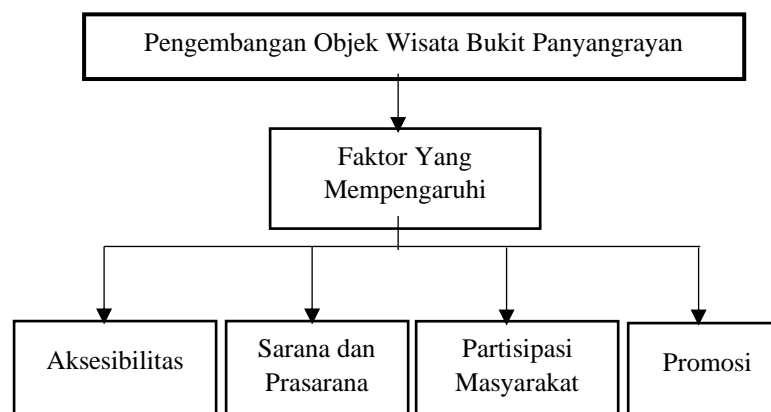 Pengembangan Objek Wisata Bukit Panyangrayan
Faktor Yang
Mempengaruhi
Aksesibilitas
Sarana dan
Prasarana
Partisipasi
Masyarakat
Promosi